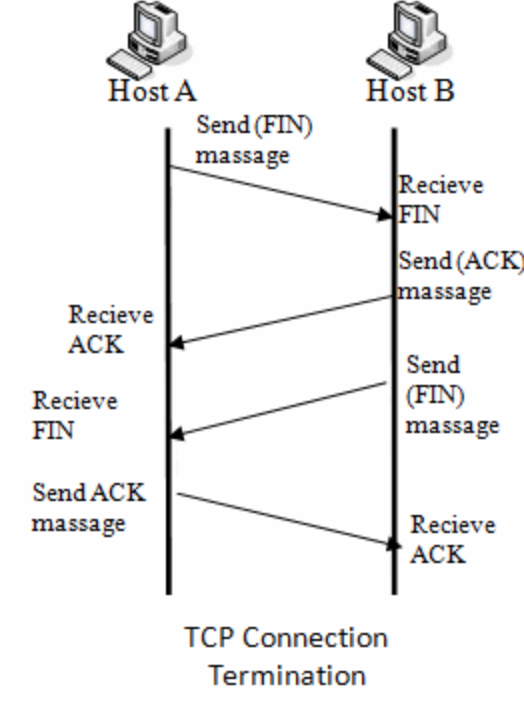 Host A
Host B
Send (FIN)
massage
Recieve
FIN
Send (ACK)
massage
Recieve
ACK
Send
(FIN)
massage
Recieve
FIN
Send ACK
massage
Recieve
ACK
TCP Connection
Termination